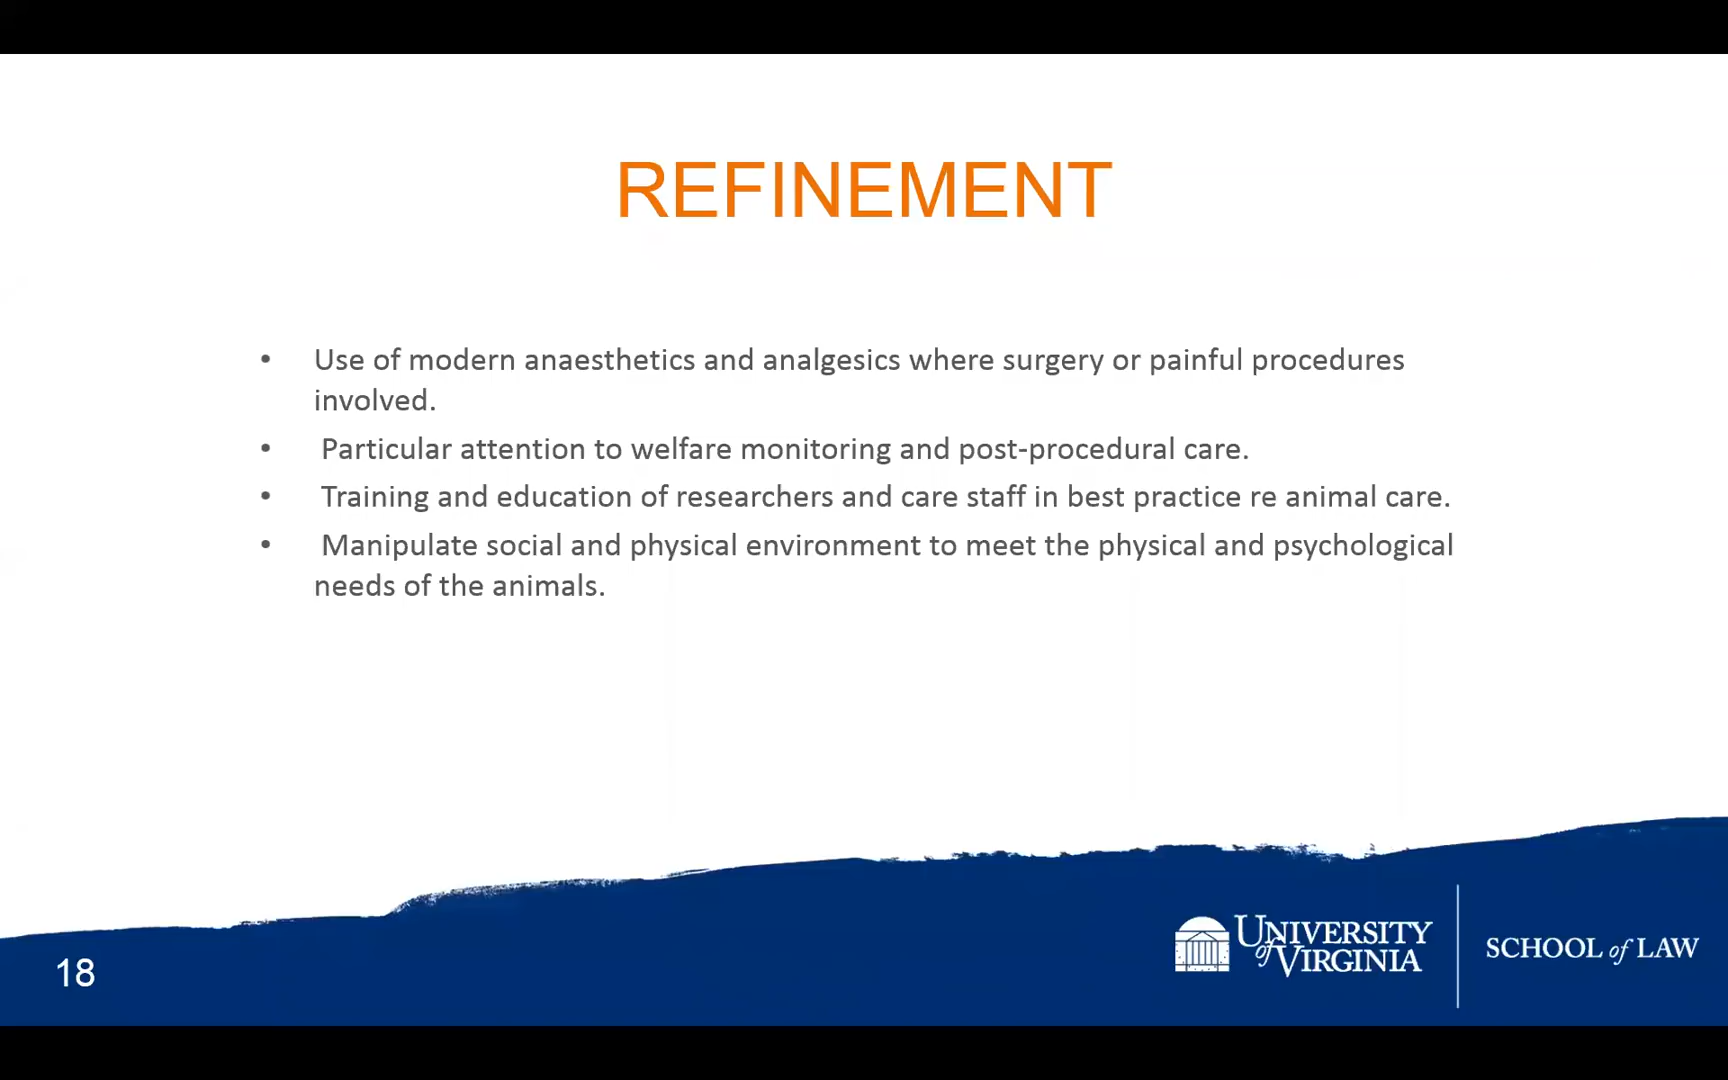 REFINEMENT
• Use of modern anaesthetics and analgesics where surgery or painful procedures
involved.
• Particular attention to welfare monitoring and post-procedural care.
• Training and education of researchers and care staff in best practice re animal care.
• Manipulate social and physical environment to meet the physical and psychological
needs of the animals.
18
UNIVERSITY
of VIRGINIA
SCHOOL of LAW